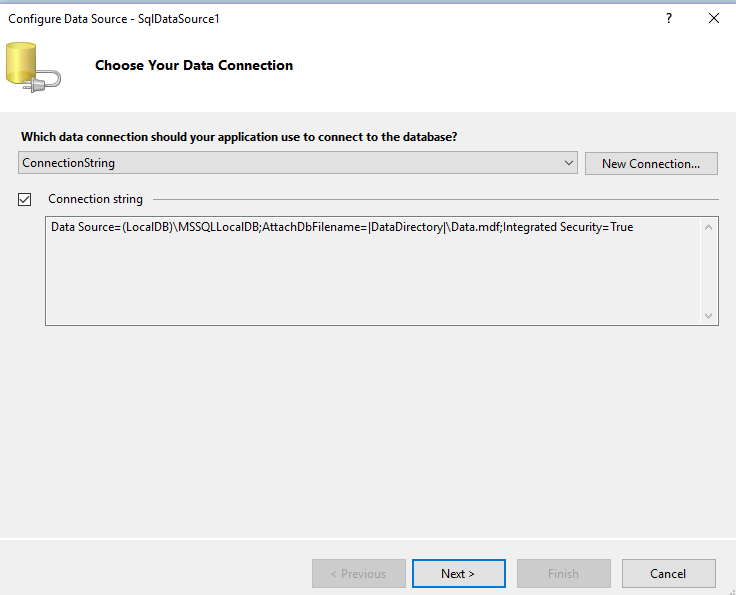 Configure Data Source - SqlDataSource1
?
Choose Your Data Connection
Which data connection should your application use to connect to the database?
ConnectionString
New Connection...
Connection string
Data Source=(LocalDB)\MSSQLLocalDB;AttachDbFilename=|DataDirectory|\Data.mdf;Integrated Security=True
< Previous
Next >
Finish
Cancel